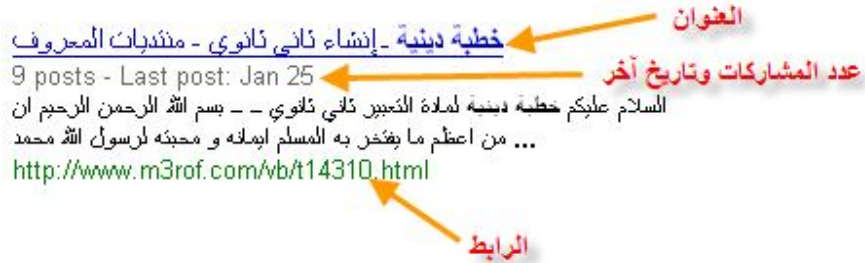 العنوان
خطبة دينية ـإنشاء ثاني ثانوي - منتديات المعروف
عدد المشاركات وتاريخ آخر
9 posts - Last post: Jan 25
السلام عليكم خطبة دينية لمادة التعبير ثاني ثانوي ـ ـ بسم الله الرحمن الرحيم ان
من اعظم ما يفتخر به المسلم ايمانه و محبته لرسول الله محمد ...
http://www.m3rof.com/vb/t14310.html
الرابط